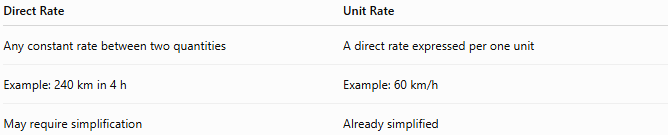 Direct Rate Unit Rate
Any constant rate between two quantities A direct rate expressed per one unit
Example: 240 km in 4 h Example: 60 km/h
May require simplification Already simplified